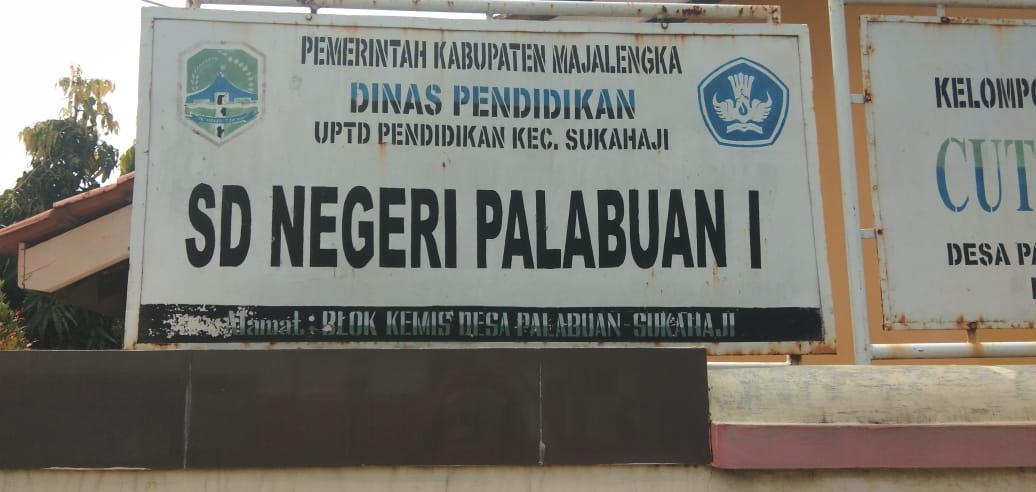 PEMERINTAH KABUPATEN MAJALENGKA
DINAS PENDIDIKAN
UPTD PENDIDIKAN KEC. SUKAHAJI
SD NEGERI PALABUAN I
Alamat : BLOK KEMIS DESA PALABUAN-SUKAHAJI
KELOMPO
CUT
DESA PA